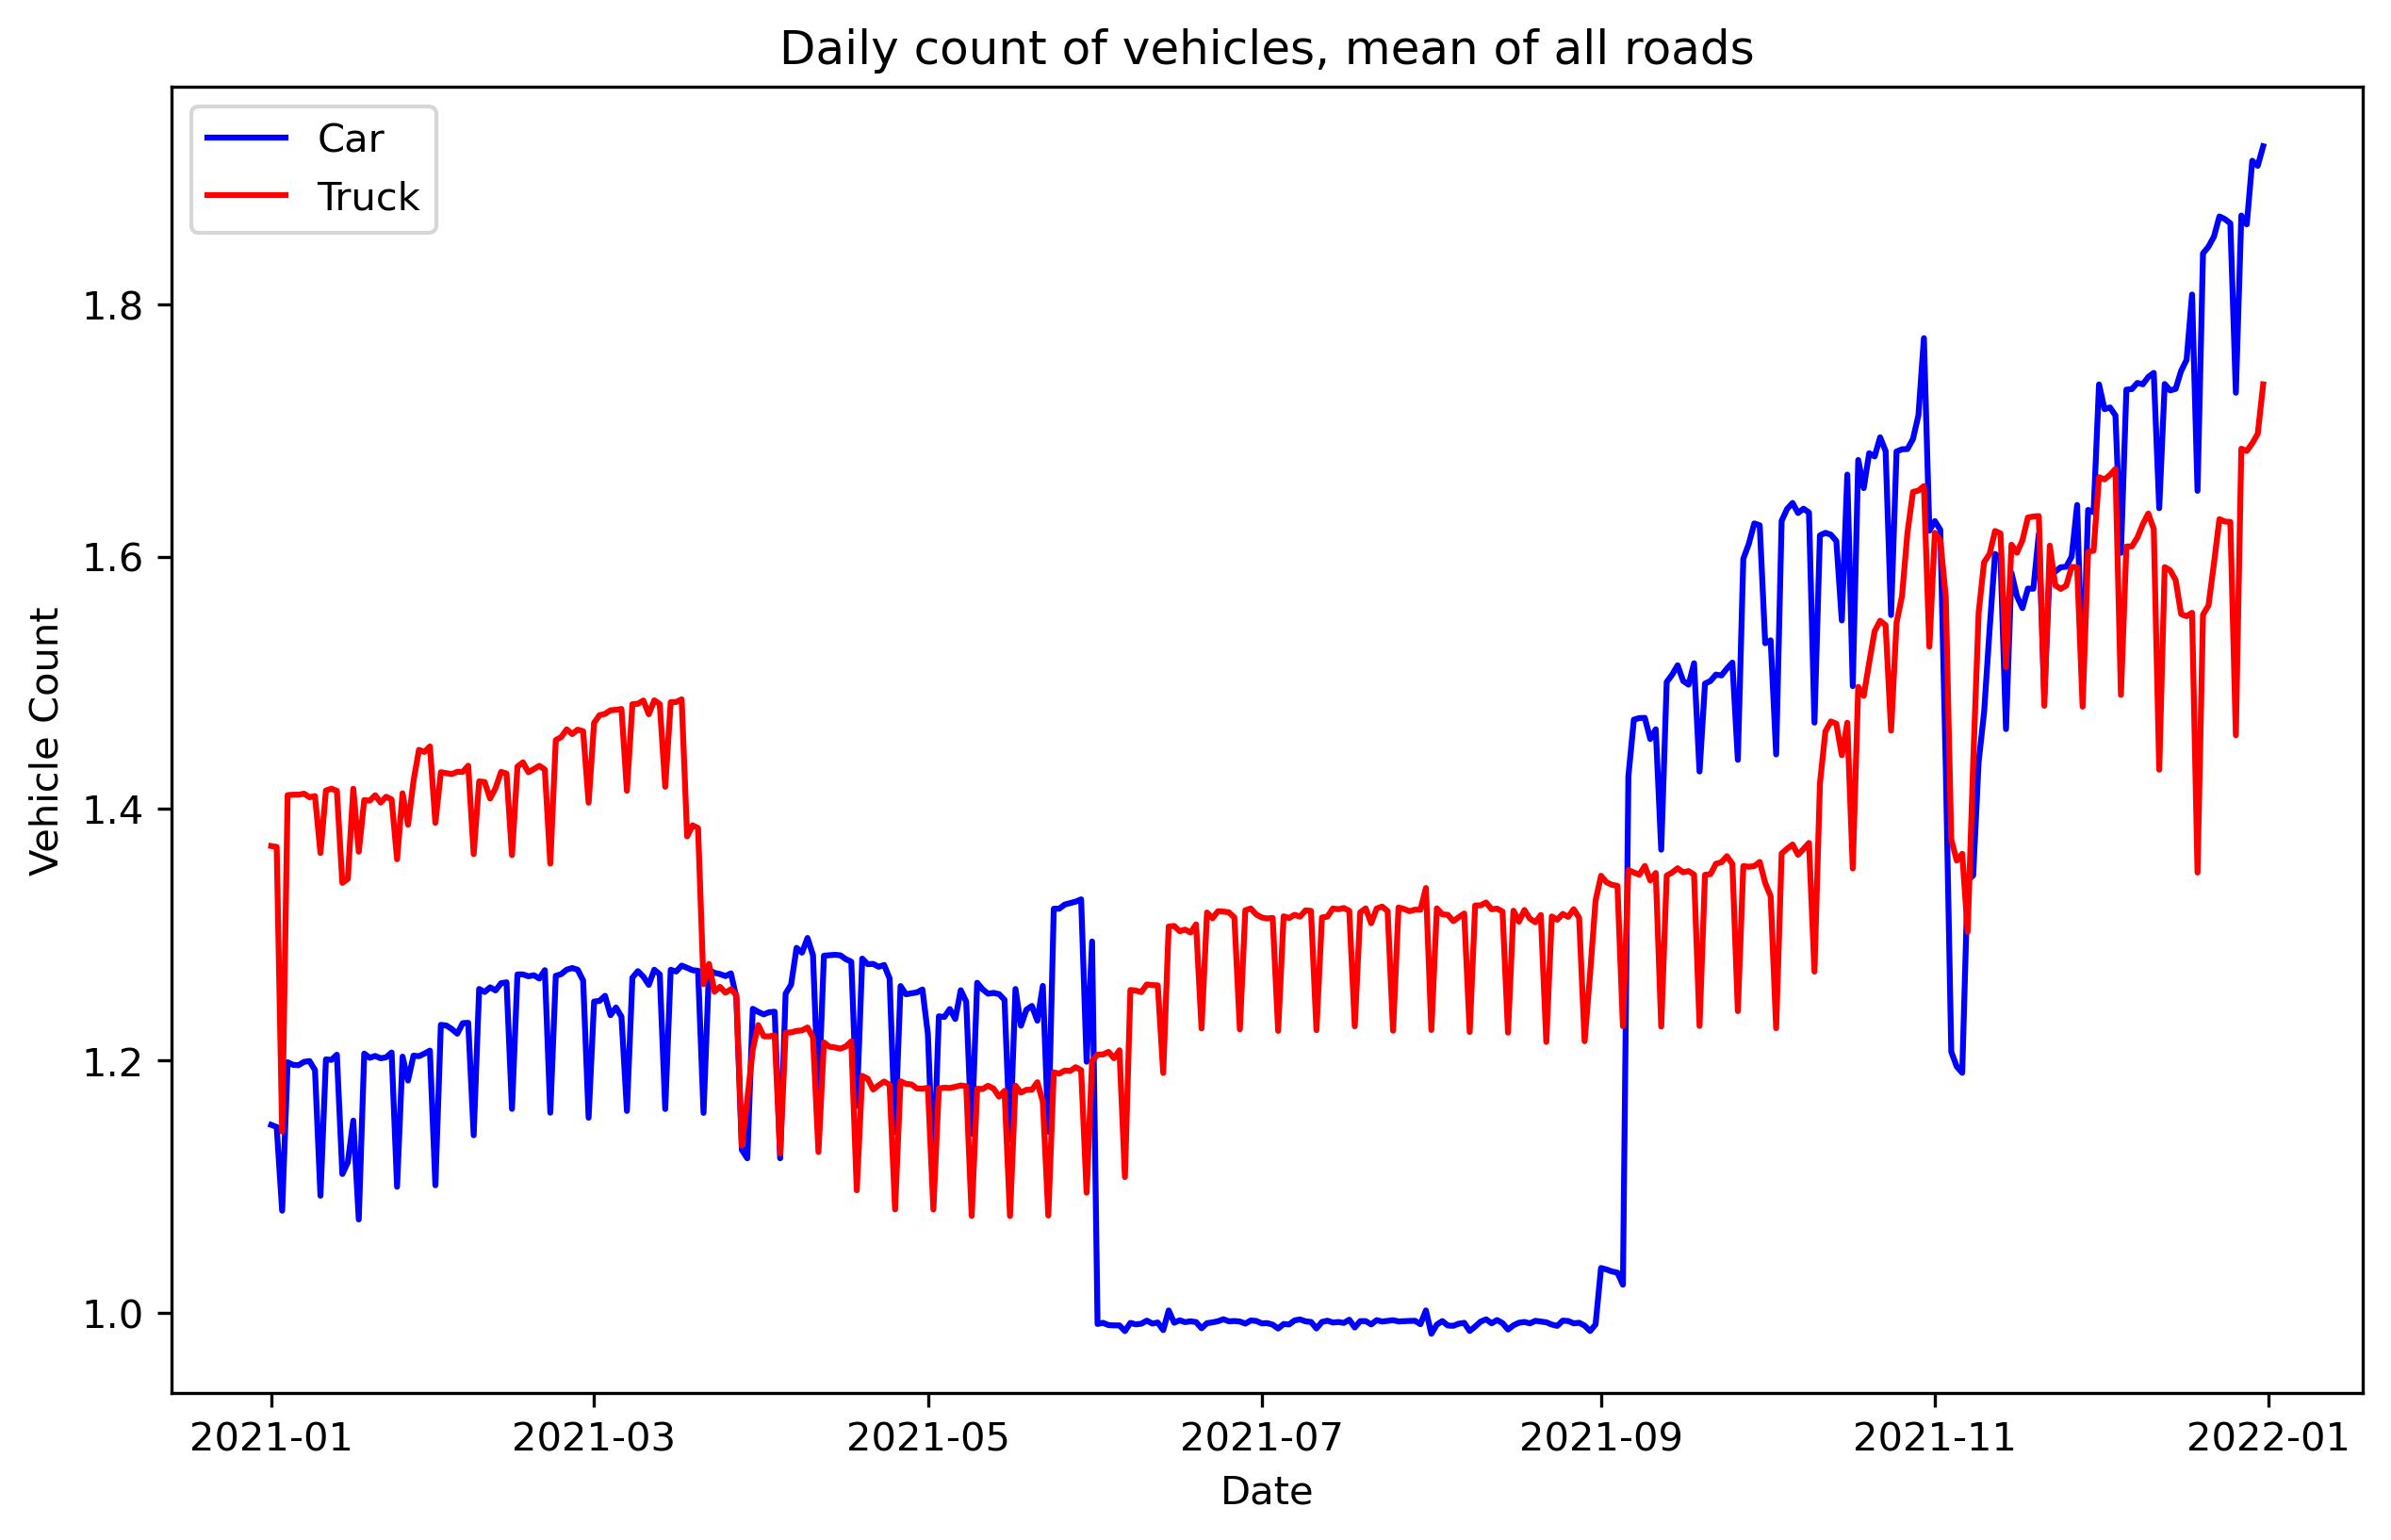 Daily count of vehicles, mean of all roads
Car
Truck
Vehicle Count
1.8
1.6
1.4
1.2
1.0
2021-01
2021-03
2021-05
2021-07
2021-09
2021-11
2022-01
Date